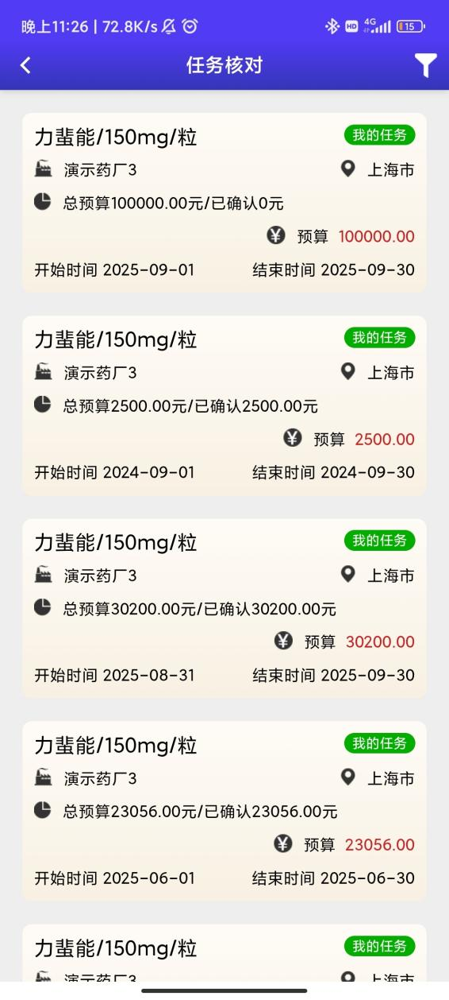 晚上11:26 | 72.8K/s
HD 4G 15
任务核对
力蜚能/150mg/粒 我的任务
演示药厂3 上海市
总预算100000.00元/已确认0元
¥ 预算 100000.00
开始时间 2025-09-01 结束时间 2025-09-30
力蜚能/150mg/粒 我的任务
演示药厂3 上海市
总预算2500.00元/已确认2500.00元
¥ 预算 2500.00
开始时间 2024-09-01 结束时间 2024-09-30
力蜚能/150mg/粒 我的任务
演示药厂3 上海市
总预算30200.00元/已确认30200.00元
¥ 预算 30200.00
开始时间 2025-08-31 结束时间 2025-09-30
力蜚能/150mg/粒 我的任务
演示药厂3 上海市
总预算23056.00元/已确认23056.00元
¥ 预算 23056.00
开始时间 2025-06-01 结束时间 2025-06-30
力蜚能/150mg/粒 我的任务
演示药厂3 上海市